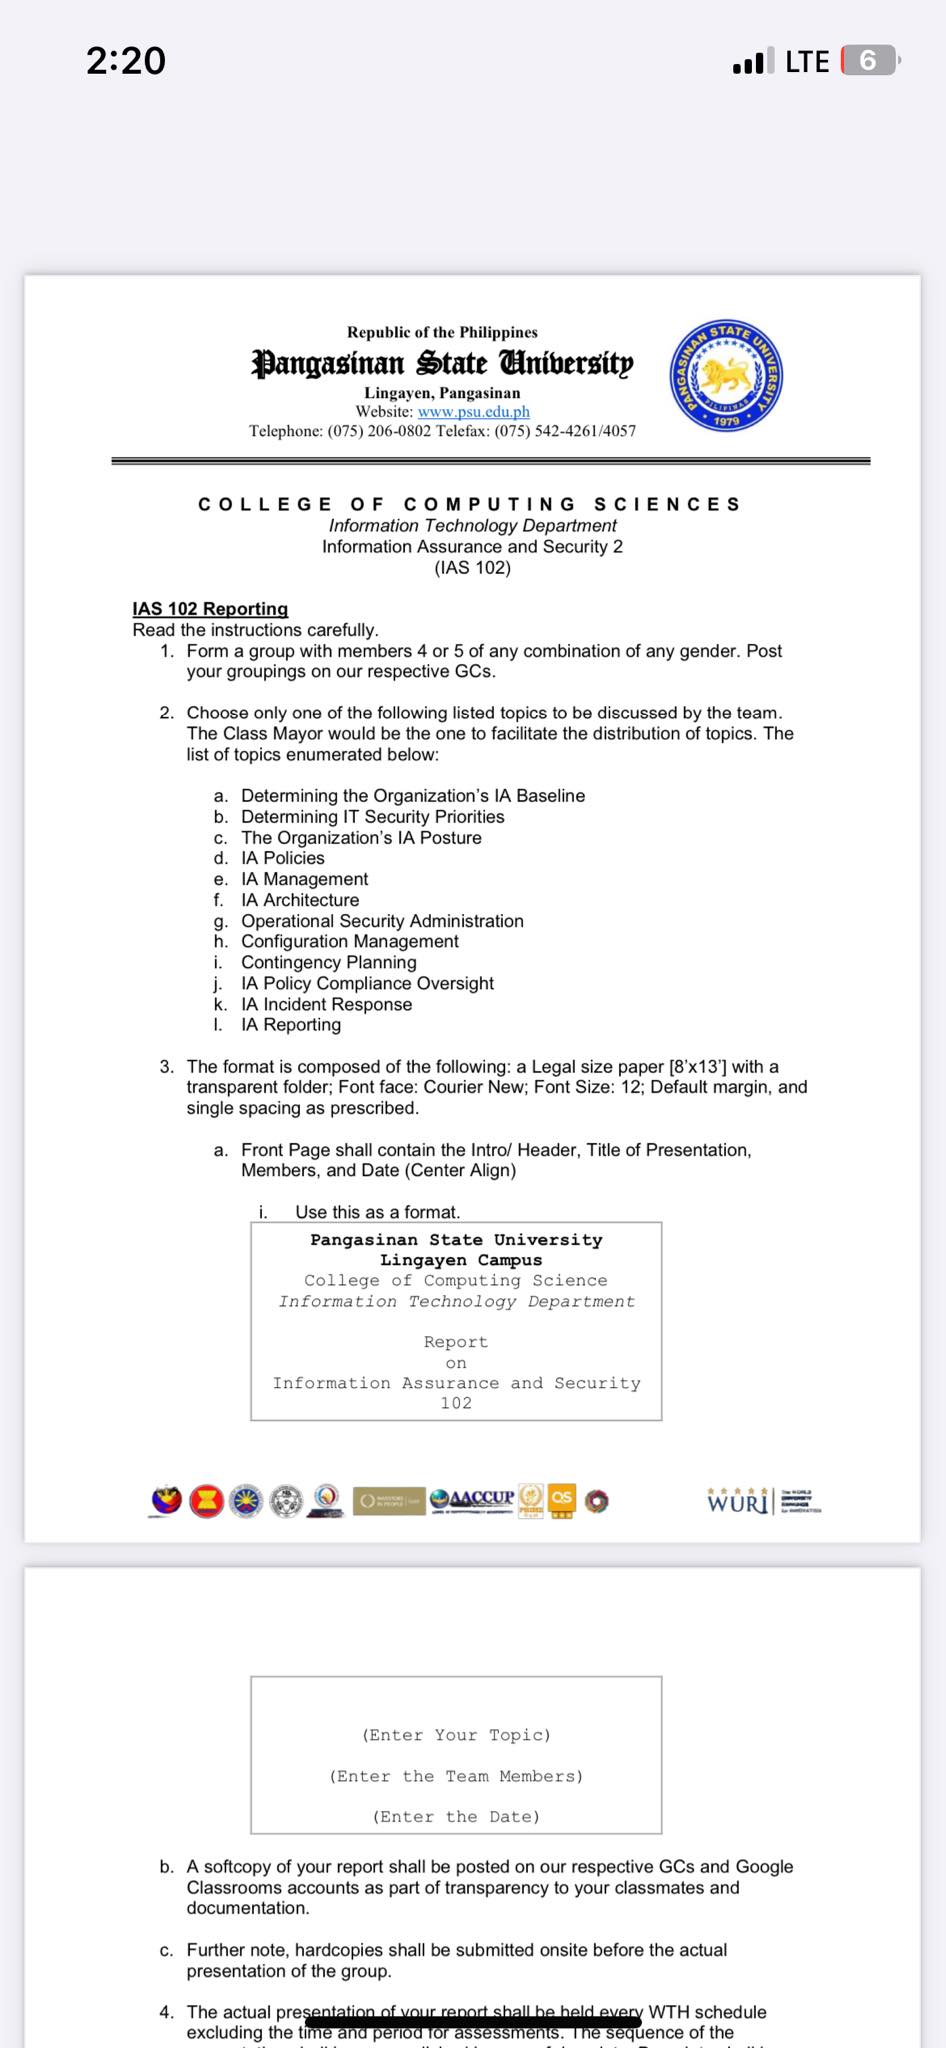 2:20
LTE
6
Republic of the Philippines
Pangasinan State University
Lingayen, Pangasinan
Website: www.psu.edu.ph
Telephone: (075) 206-0802 Telefax: (075) 542-4261/4057
PANGASINAN STATE UNIVERSITY
PILIPINAS
1979
COLLEGE OF COMPUTING SCIENCES
Information Technology Department
Information Assurance and Security 2
(IAS 102)
IAS 102 Reporting
Read the instructions carefully.
1. Form a group with members 4 or 5 of any combination of any gender. Post
your groupings on our respective GCs.
2. Choose only one of the following listed topics to be discussed by the team.
The Class Mayor would be the one to facilitate the distribution of topics. The
list of topics enumerated below:
a. Determining the Organization's IA Baseline
b. Determining IT Security Priorities
c. The Organization's IA Posture
d. IA Policies
e. IA Management
f. IA Architecture
g. Operational Security Administration
h. Configuration Management
i. Contingency Planning
j. IA Policy Compliance Oversight
k. IA Incident Response
l. IA Reporting
3. The format is composed of the following: a Legal size paper [8'x13'] with a
transparent folder; Font face: Courier New; Font Size: 12; Default margin, and
single spacing as prescribed.
a. Front Page shall contain the Intro/ Header, Title of Presentation,
Members, and Date (Center Align)
i. Use this as a format.
Pangasinan State University
Lingayen Campus
College of Computing Science
Information Technology Department
Report
on
Information Assurance and Security
102
INVESTORS IN PEOPLE
AACCUP
QS
WURI
(Enter Your Topic)
(Enter the Team Members)
(Enter the Date)
b. A softcopy of your report shall be posted on our respective GCs and Google
Classrooms accounts as part of transparency to your classmates and
documentation.
c. Further note, hardcopies shall be submitted onsite before the actual
presentation of the group.
4. The actual presentation of your report shall be held every WTH schedule
excluding the time and period for assessments. The sequence of the